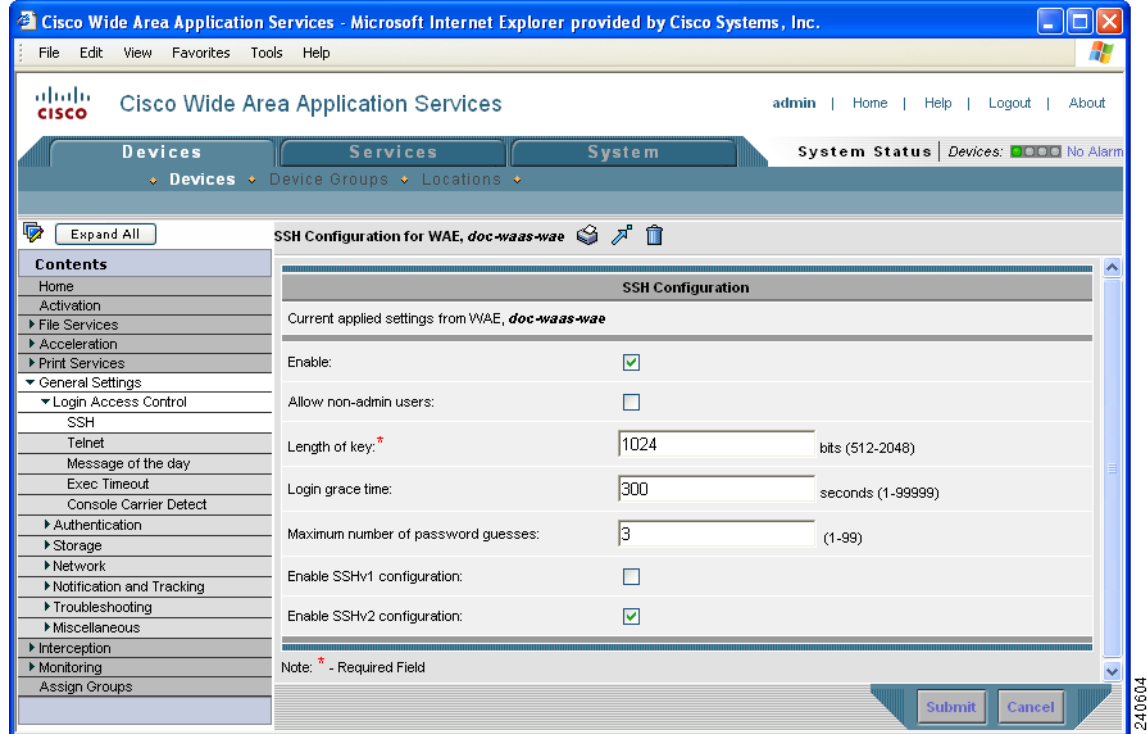 Cisco Wide Area Application Services - Microsoft Internet Explorer provided by Cisco Systems, Inc.
File Edit View Favorites Tools Help
CISCO
Cisco Wide Area Application Services
admin | Home | Help | Logout | About
Devices Services System
System Status | Devices: No Alarm
Devices Device Groups Locations
Expand All
SSH Configuration for WAE, doc-waas-wae
Contents
Home
Activation
File Services
Acceleration
Print Services
General Settings
Login Access Control
SSH
Telnet
Message of the day
Exec Timeout
Console Carrier Detect
Authentication
Storage
Network
Notification and Tracking
Troubleshooting
Miscellaneous
Interception
Monitoring
Assign Groups
SSH Configuration
Current applied settings from WAE, doc-waas-wae
Enable:
Allow non-admin users:
Length of key:* 1024 bits (512-2048)
Login grace time: 300 seconds (1-99999)
Maximum number of password guesses: 3 (1-99)
Enable SSHv1 configuration:
Enable SSHv2 configuration:
Note: * - Required Field
Submit Cancel
240604